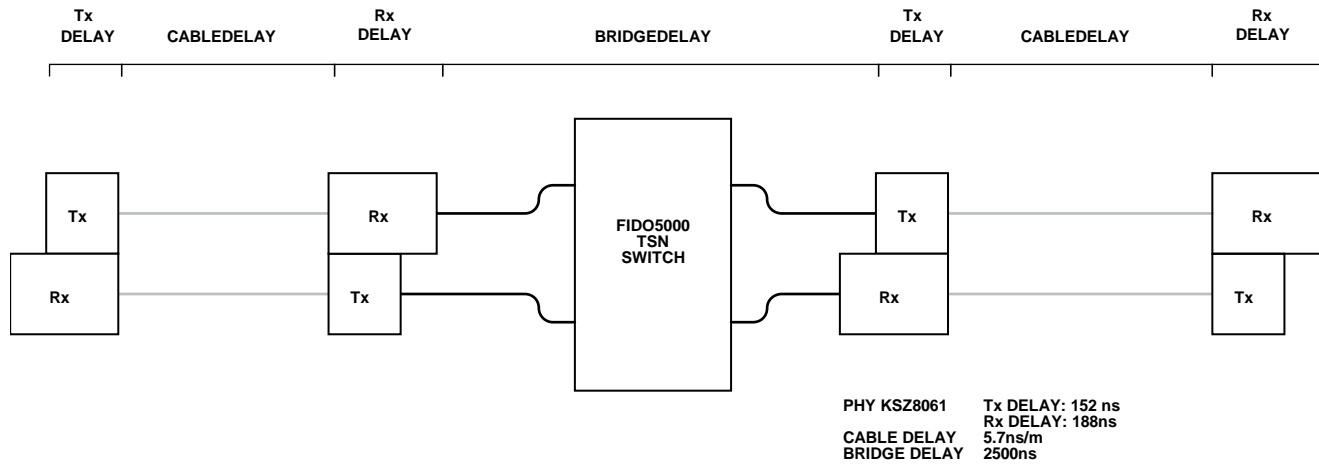 Tx
DELAY
CABLEDELAY
Rx
DELAY
BRIDGEDELAY
Tx
DELAY
CABLEDELAY
Rx
DELAY
Tx
Rx
Tx
Rx
Rx
Tx
Rx
Tx
FIDO5000
TSN
SWITCH
PHY KSZ8061 Tx DELAY: 152 ns
Rx DELAY: 188ns
CABLE DELAY 5.7ns/m
BRIDGE DELAY 2500ns